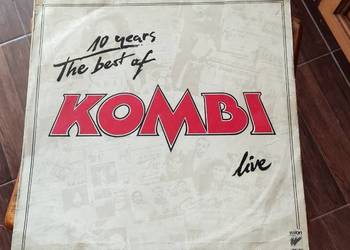 10 years
The best of
KOMBI
live